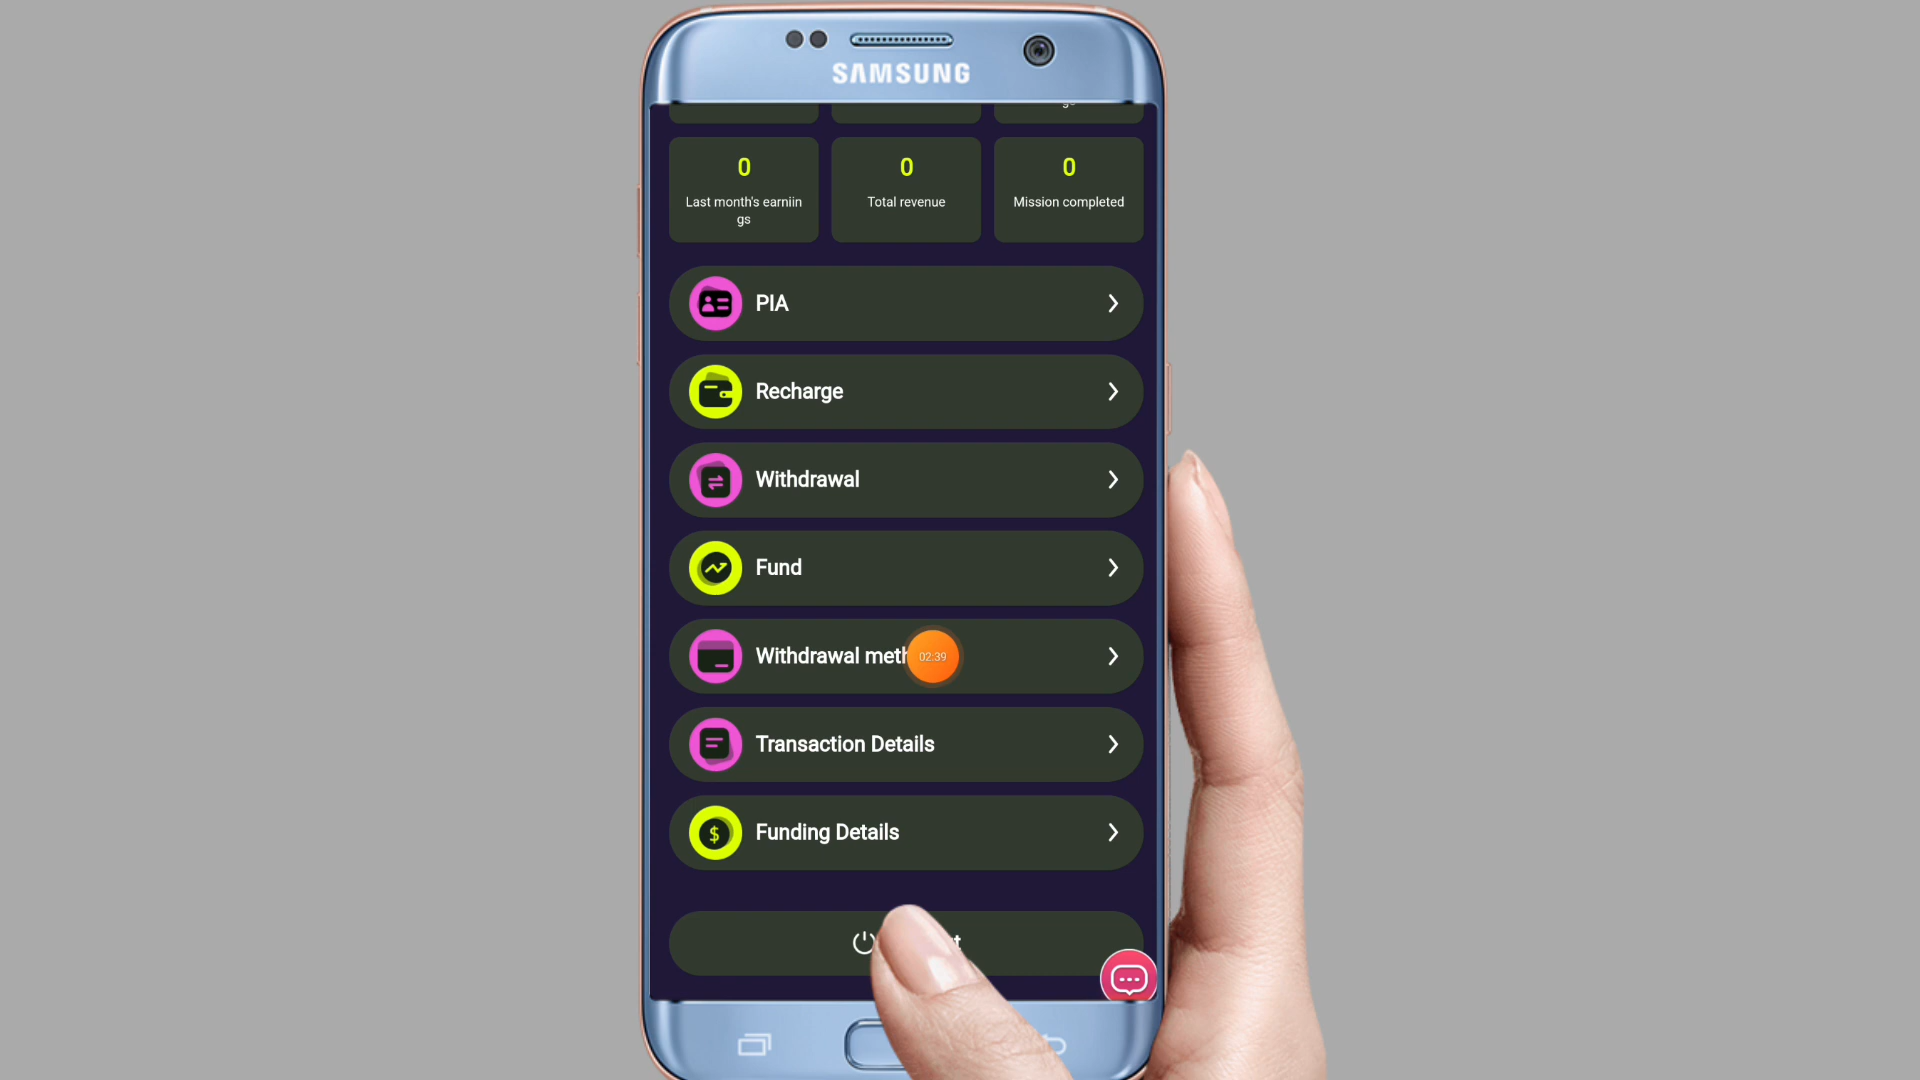 SAMSUNG
0
Last month's earniin
gs
0
Total revenue
0
Mission completed
PIA
Recharge
Withdrawal
Fund
Withdrawal meth
02:39
Transaction Details
$
Funding Details